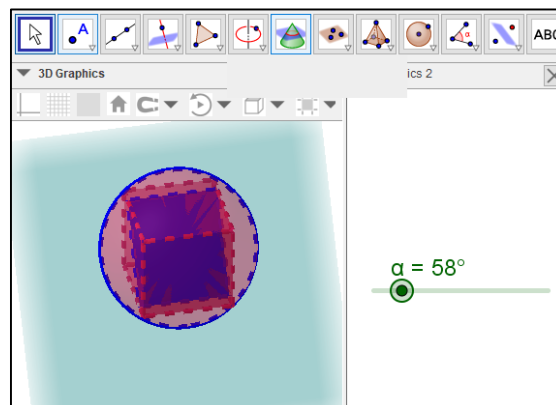 A
α
ABC
3D Graphics
ics 2
α = 58°